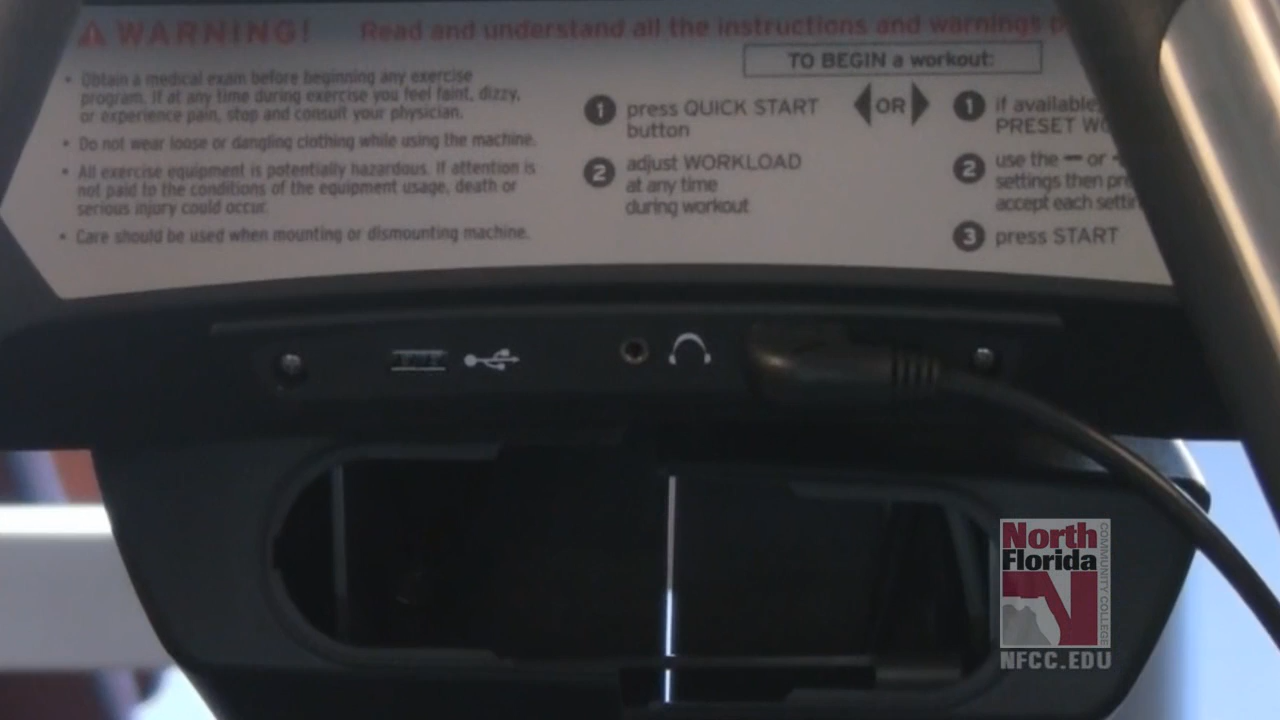 WARNING! Read and understand all the instructions and warnings
• Obtain a medical exam before beginning any exercise
program. If at any time during exercise you feel faint, dizzy,
or experience pain, stop and consult your physician.
• Do not wear loose or dangling clothing while using the machine.
• All exercise equipment is potentially hazardous. If attention is
not paid to the conditions of the equipment usage, death or
serious injury could occur.
• Care should be used when mounting or dismounting machine.
TO BEGIN a workout:
1 press QUICK START
button
2 adjust WORKLOAD
at any time
during workout
OR
1 if available
PRESET
2 use the — or
settings then
accept each
3 press START
North
Florida
COMMUNITY COLLEGE
NFCC.EDU